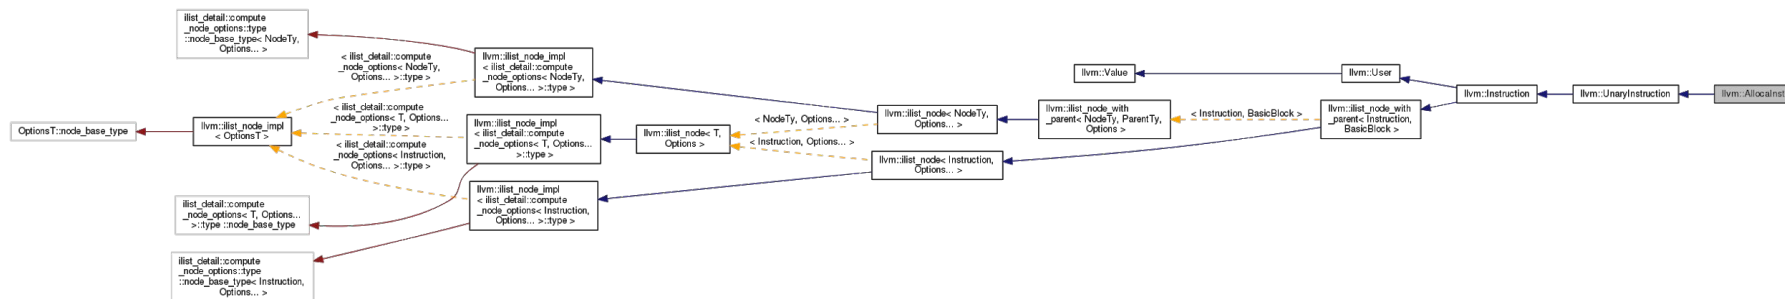 ilist_detail::compute
_node_options::type
::node_base_type< NodeTy,
Options... >
< ilist_detail::compute
_node_options< NodeTy,
Options... >::type >
llvm::ilist_node_impl
< ilist_detail::compute
_node_options< NodeTy,
Options... >::type >
OptionsT::node_base_type
llvm::ilist_node_impl
< OptionsT >
< ilist_detail::compute
_node_options< T, Options...
>::type >
llvm::ilist_node_impl
< ilist_detail::compute
_node_options< T, Options...
>::type >
< ilist_detail::compute
_node_options< Instruction,
Options... >::type >
llvm::ilist_node_impl
< ilist_detail::compute
_node_options< Instruction,
Options... >::type >
ilist_detail::compute
_node_options< T, Options...
>::type ::node_base_type
ilist_detail::compute
_node_options::type
::node_base_type< Instruction,
Options... >
llvm::ilist_node< T,
Options >
< NodeTy, Options... >
< Instruction, Options... >
llvm::ilist_node< NodeTy,
Options... >
llvm::ilist_node< Instruction,
Options... >
llvm::Value
llvm::ilist_node_with
_parent< NodeTy, ParentTy,
Options >
< Instruction, BasicBlock >
llvm::User
llvm::ilist_node_with
_parent< Instruction,
BasicBlock >
llvm::Instruction
llvm::UnaryInstruction
llvm::AllocaInst